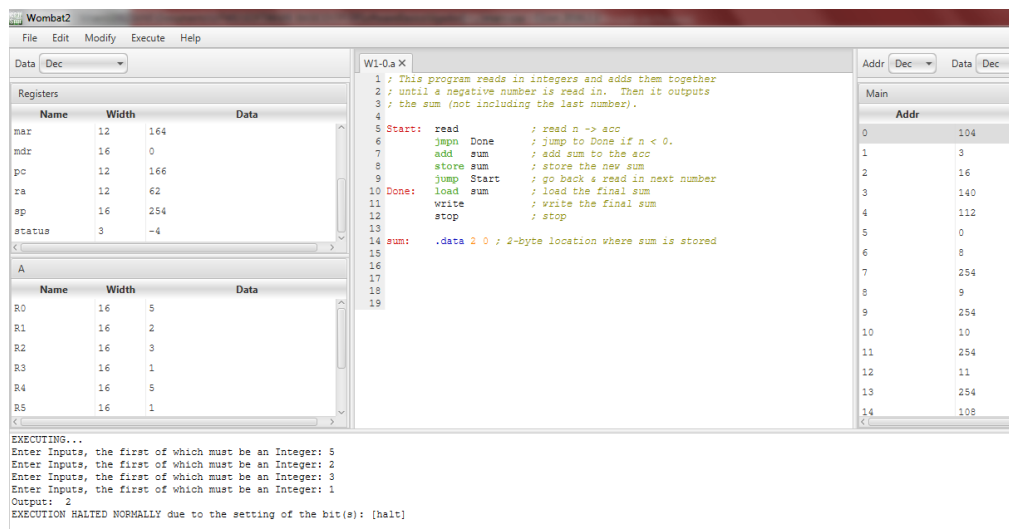 Wombat2
File Edit Modify Execute Help
Data Dec
Registers
Name Width Data
mar 12 164
mdr 16 0
pc 12 166
ra 12 62
sp 16 254
status 3 -4
A
Name Width Data
R0 16 5
R1 16 2
R2 16 3
R3 16 1
R4 16 5
R5 16 1
W1-0.a
1 ; This program reads in integers and adds them together
2 ; until a negative number is read in. Then it outputs
3 ; the sum (not including the last number).
4
5 Start: read ; read n -> acc
6 jmpn Done ; jump to Done if n < 0.
7 add sum ; add sum to the acc
8 store sum ; store the new sum
9 jump Start ; go back & read in next number
10 Done: load sum ; load the final sum
11 write ; write the final sum
12 stop ; stop
13
14 sum: .data 2 0 ; 2-byte location where sum is stored
15
16
17
18
19
Addr Dec Data Dec
Main
Addr
0 104
1 3
2 16
3 140
4 112
5 0
6 8
7 254
8 9
9 254
10 10
11 254
12 11
13 254
14 108
EXECUTING...
Enter Inputs, the first of which must be an Integer: 5
Enter Inputs, the first of which must be an Integer: 2
Enter Inputs, the first of which must be an Integer: 3
Enter Inputs, the first of which must be an Integer: 1
Output: 2
EXECUTION HALTED NORMALLY due to the setting of the bit(s): [halt]